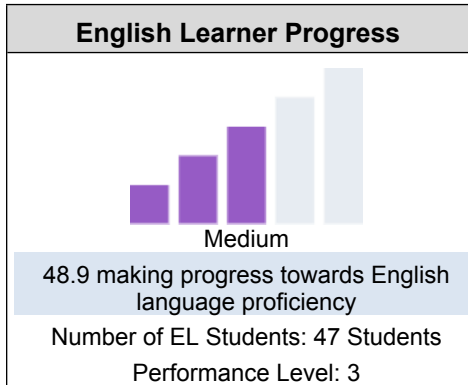 English Learner Progress
Medium
48.9 making progress towards English
language proficiency
Number of EL Students: 47 Students
Performance Level: 3